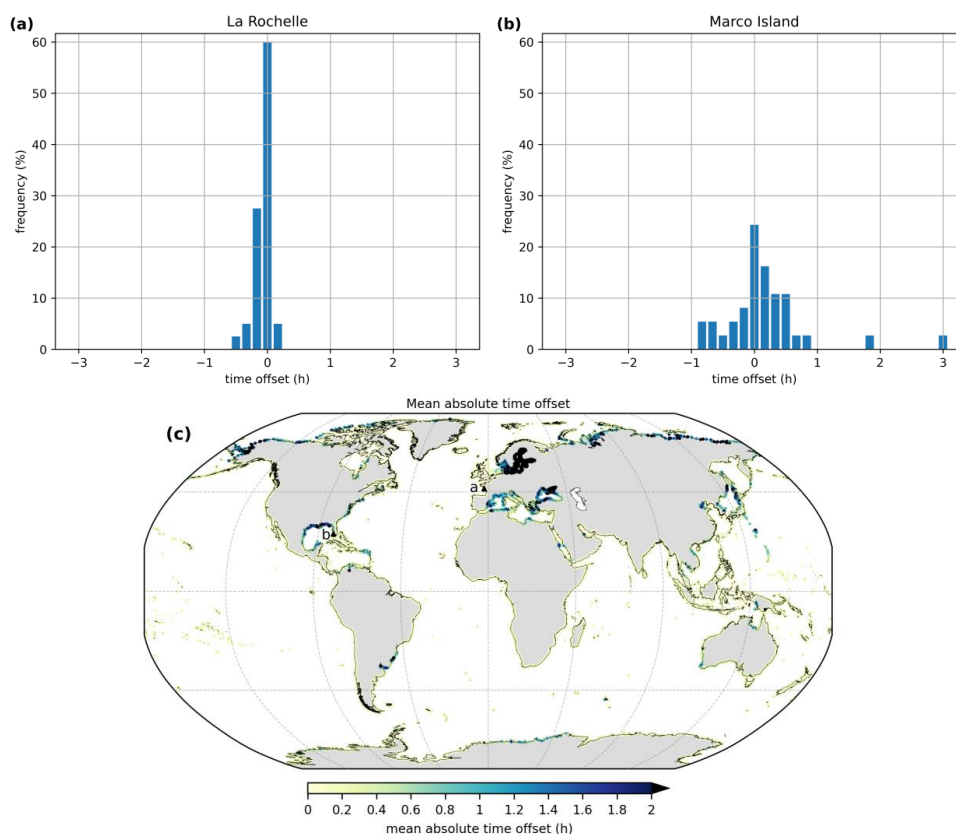 (a)
La Rochelle
60
50
40
30
20
10
0
frequency (%)
−3 −2 −1 0 1 2 3
time offset (h)
(b)
Marco Island
60
50
40
30
20
10
0
frequency (%)
−3 −2 −1 0 1 2 3
time offset (h)
Mean absolute time offset
(c)
a
b
0 0.2 0.4 0.6 0.8 1 1.2 1.4 1.6 1.8 2
mean absolute time offset (h)